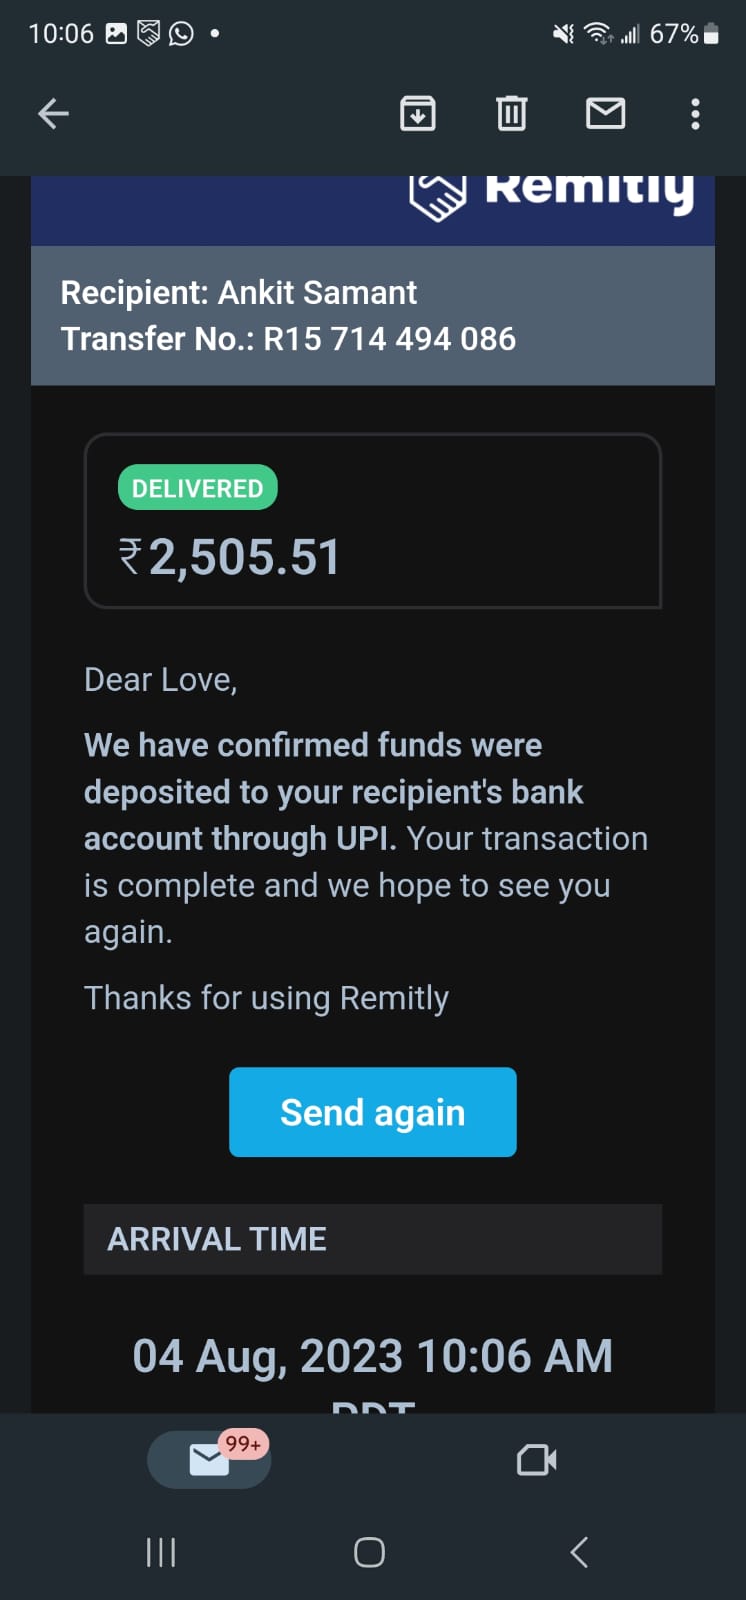 10:06 67%
Remitly
Recipient: Ankit Samant
Transfer No.: R15 714 494 086
DELIVERED
₹2,505.51
Dear Love,
We have confirmed funds were
deposited to your recipient's bank
account through UPI. Your transaction
is complete and we hope to see you
again.
Thanks for using Remitly
Send again
ARRIVAL TIME
04 Aug, 2023 10:06 AM
PDT
99+